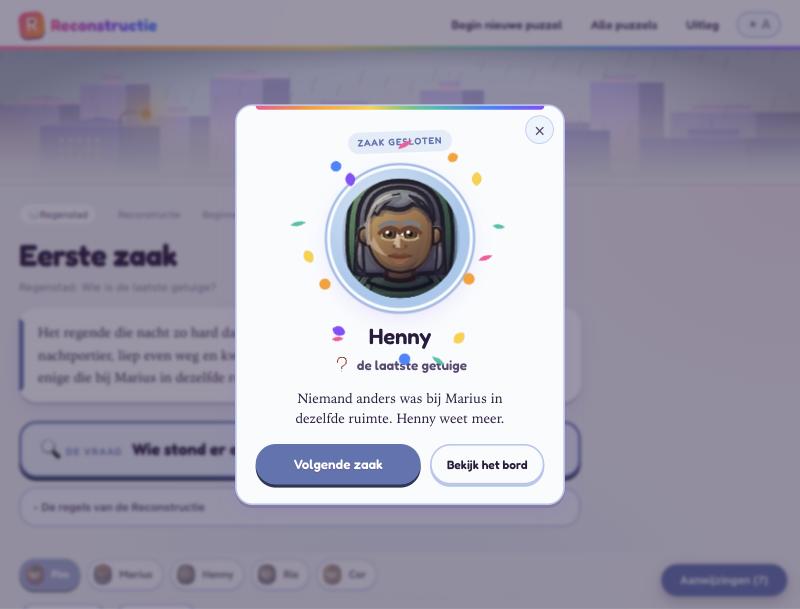 R Reconstructie
Begin nieuwe puzzel Alle puzzels Uitleg A
ZAAK GESLOTEN
×
Regenstad Reconstructie
Eerste zaak
Regenstad: Wie is de laatste getuige?
Het regende die nacht zo hard da
nachtportier, liep even weg en kw
enige die bij Marius in dezelfde r
Henny
? de laatste getuige
Niemand anders was bij Marius in
dezelfde ruimte. Henny weet meer.
Volgende zaak Bekijk het bord
DE VRAAG Wie stond er
De regels van de Reconstructie
Pim Marius Henny Ria Cor
Aanwijzingen (7)